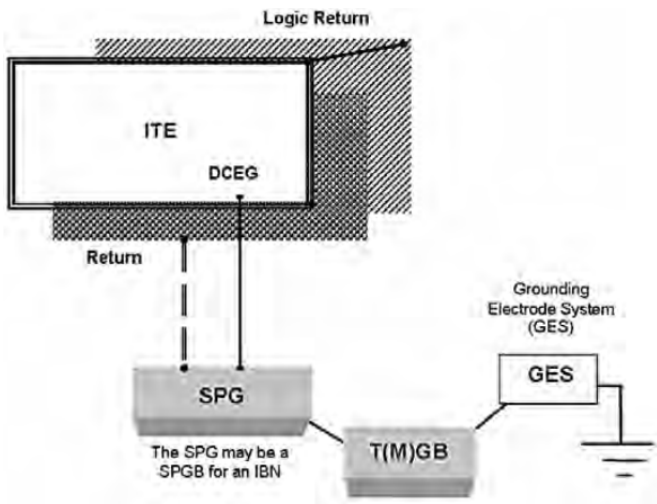 Logic Return
ITE
DCEG
Return
Grounding
Electrode System
(GES)
GES
SPG
The SPG may be a
SPGB for an IBN
T(M)GB